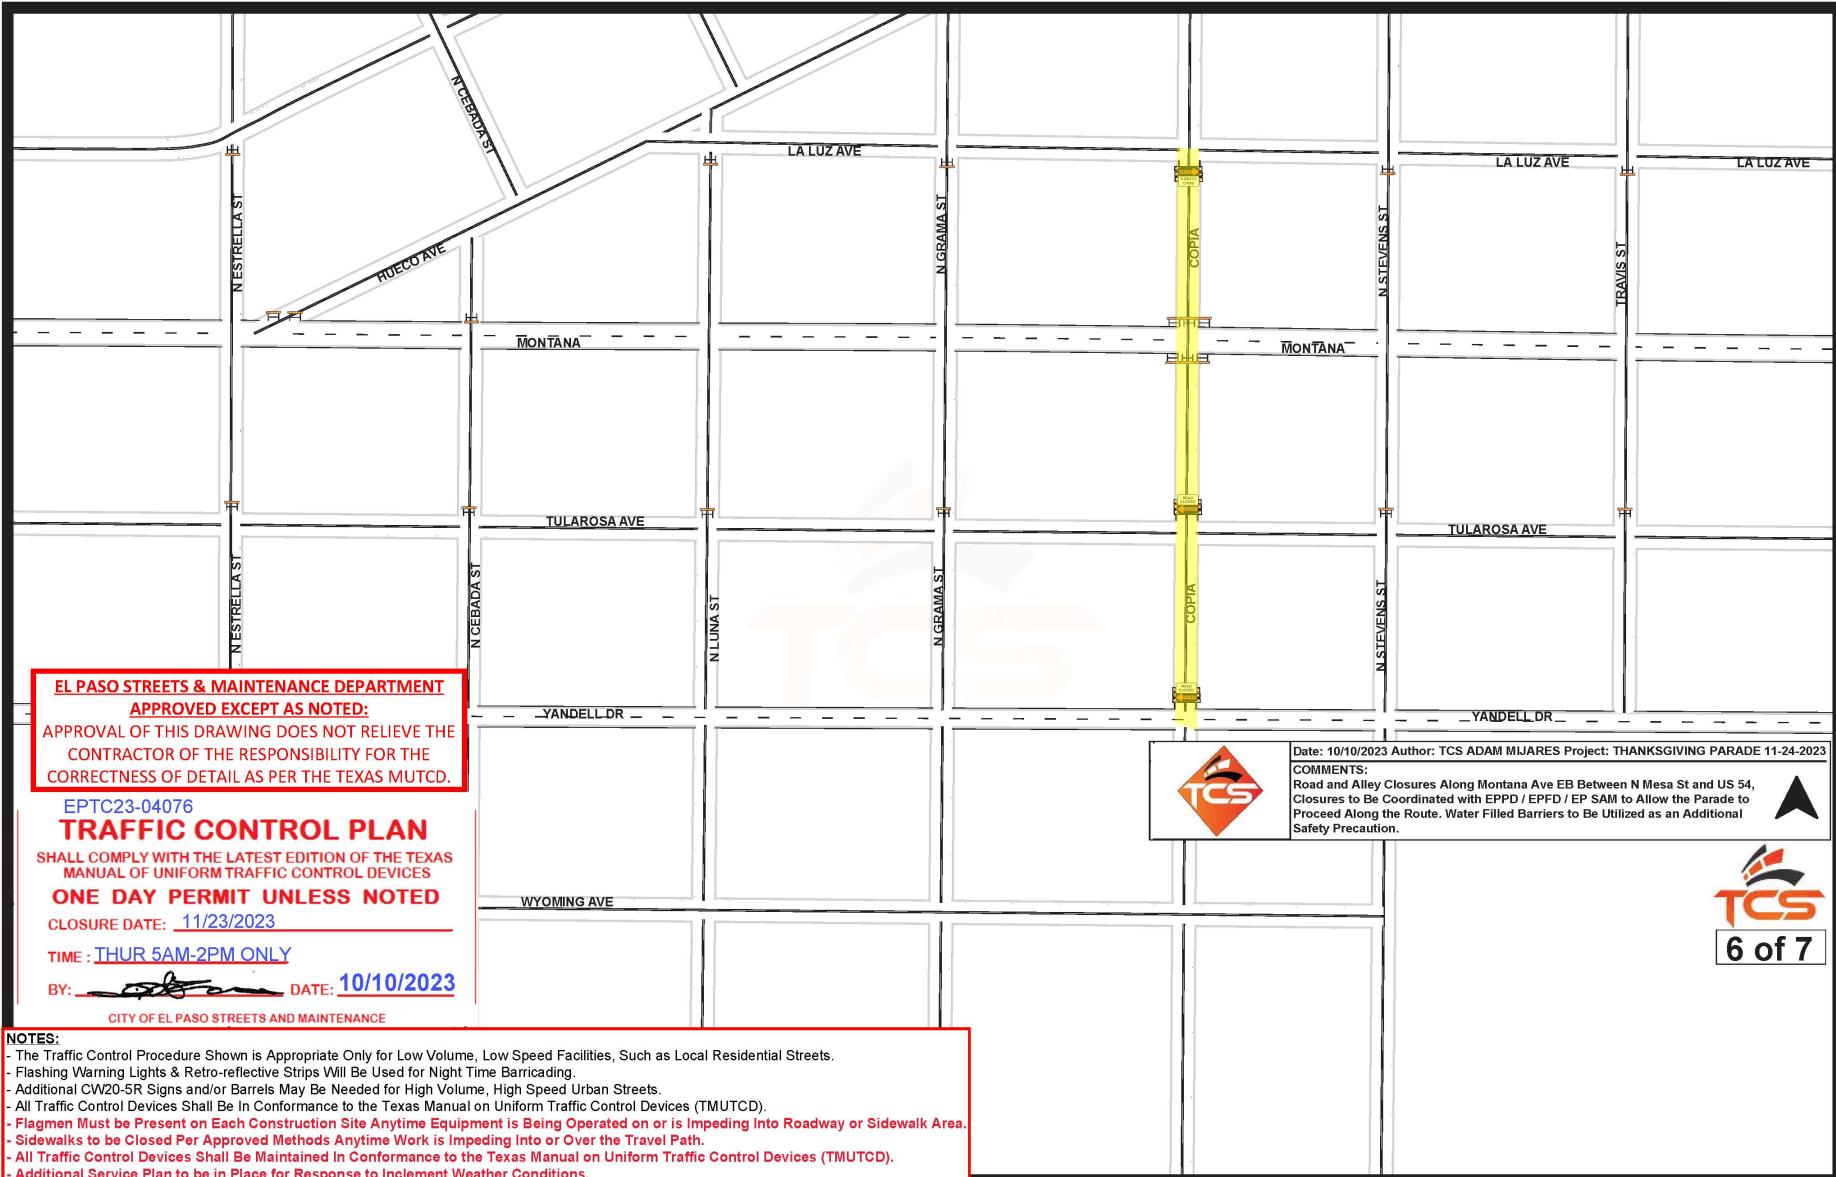 N CEBADA ST
LA LUZ AVE
LA LUZ AVE
LA LUZ AVE
N ESTRELLA ST
HUECO AVE
N GRAMA ST
COPIA
N STEVENS ST
TRAVIS ST
MONTANA
MONTANA
ROAD
CLOSED
TULAROSA AVE
TULAROSA AVE
N ESTRELLA ST
N CEBADA ST
N LUNA ST
N GRAMA ST
COPIA
N STEVENS ST
TCS
ROAD
CLOSED
YANDELL DR
YANDELL DR
EL PASO STREETS & MAINTENANCE DEPARTMENT
APPROVED EXCEPT AS NOTED:
APPROVAL OF THIS DRAWING DOES NOT RELIEVE THE
CONTRACTOR OF THE RESPONSIBILITY FOR THE
CORRECTNESS OF DETAIL AS PER THE TEXAS MUTCD.
EPTC23-04076
TRAFFIC CONTROL PLAN
SHALL COMPLY WITH THE LATEST EDITION OF THE TEXAS
MANUAL OF UNIFORM TRAFFIC CONTROL DEVICES
ONE DAY PERMIT UNLESS NOTED
CLOSURE DATE: 11/23/2023
TIME : THUR 5AM-2PM ONLY
BY: DATE: 10/10/2023
CITY OF EL PASO STREETS AND MAINTENANCE
WYOMING AVE
TCS
Date: 10/10/2023 Author: TCS ADAM MIJARES Project: THANKSGIVING PARADE 11-24-2023
COMMENTS:
Road and Alley Closures Along Montana Ave EB Between N Mesa St and US 54,
Closures to Be Coordinated with EPPD / EPFD / EP SAM to Allow the Parade to
Proceed Along the Route. Water Filled Barriers to Be Utilized as an Additional
Safety Precaution.
TCS
6 of 7
NOTES:
- The Traffic Control Procedure Shown is Appropriate Only for Low Volume, Low Speed Facilities, Such as Local Residential Streets.
- Flashing Warning Lights & Retro-reflective Strips Will Be Used for Night Time Barricading.
- Additional CW20-5R Signs and/or Barrels May Be Needed for High Volume, High Speed Urban Streets.
- All Traffic Control Devices Shall Be In Conformance to the Texas Manual on Uniform Traffic Control Devices (TMUTCD).
- Flagmen Must be Present on Each Construction Site Anytime Equipment is Being Operated on or is Impeding Into Roadway or Sidewalk Area.
- Sidewalks to be Closed Per Approved Methods Anytime Work is Impeding Into or Over the Travel Path.
- All Traffic Control Devices Shall Be Maintained In Conformance to the Texas Manual on Uniform Traffic Control Devices (TMUTCD).
- Additional Service Plan to be in Place for Response to Inclement Weather Conditions.